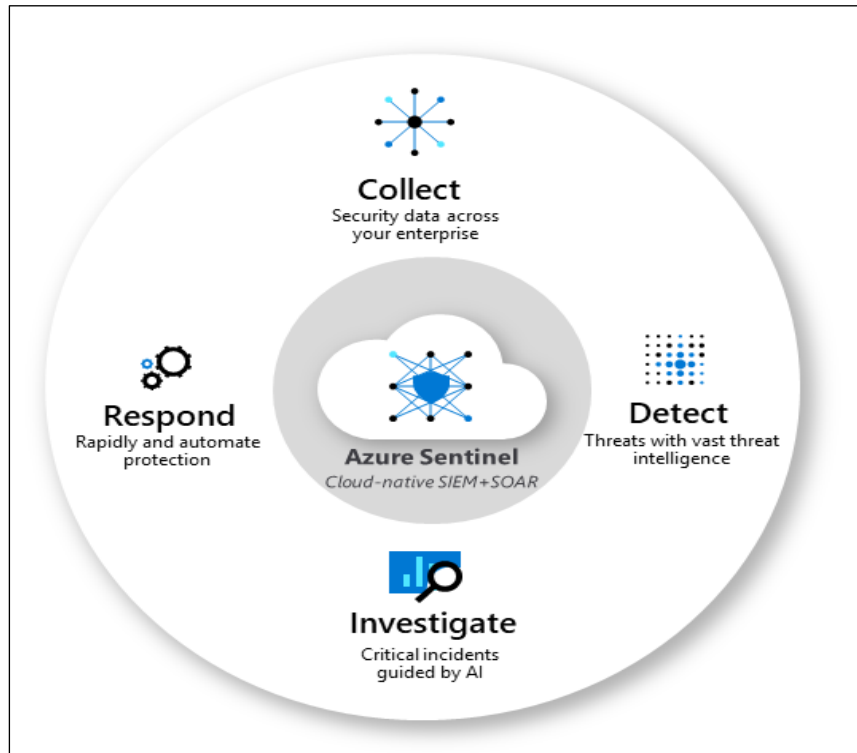 Collect
Security data across
your enterprise
Respond
Rapidly and automate
protection
Azure Sentinel
Cloud-native SIEM+SOAR
Detect
Threats with vast threat
intelligence
Investigate
Critical incidents
guided by AI